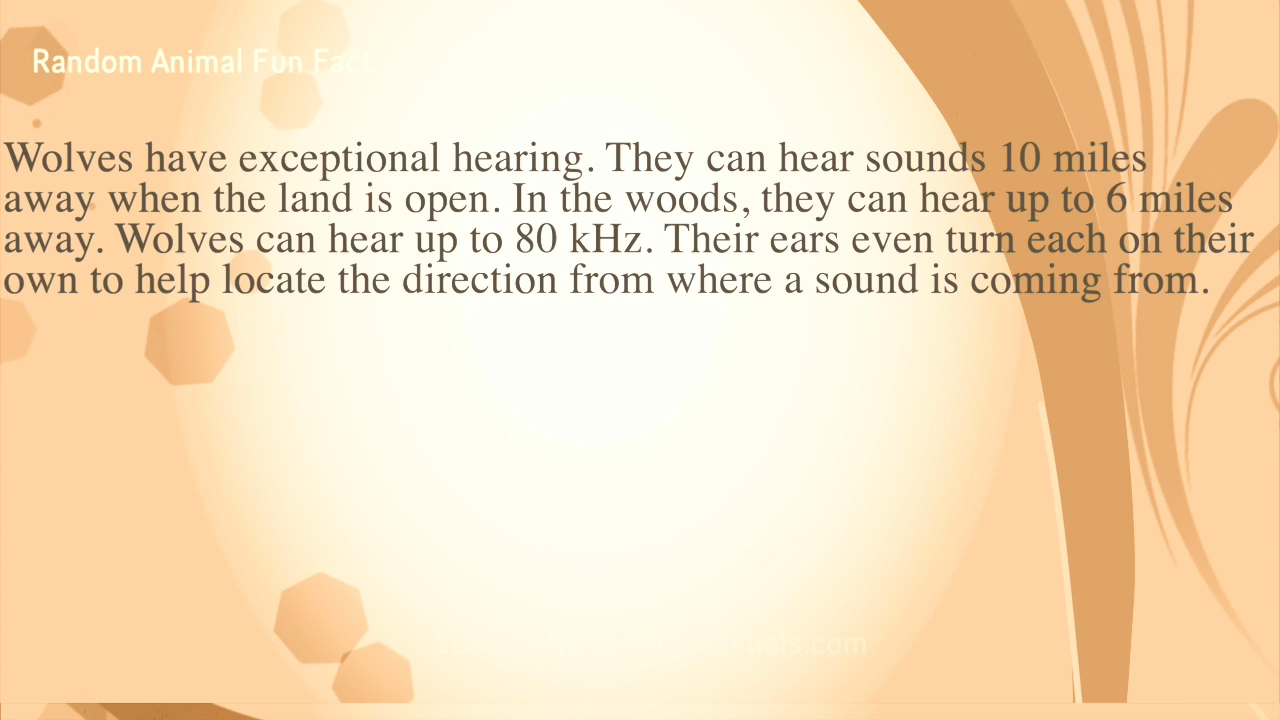 Random Animal Fun Fact
Wolves have exceptional hearing. They can hear sounds 10 miles
away when the land is open. In the woods, they can hear up to 6 miles
away. Wolves can hear up to 80 kHz. Their ears even turn each on their
own to help locate the direction from where a sound is coming from.